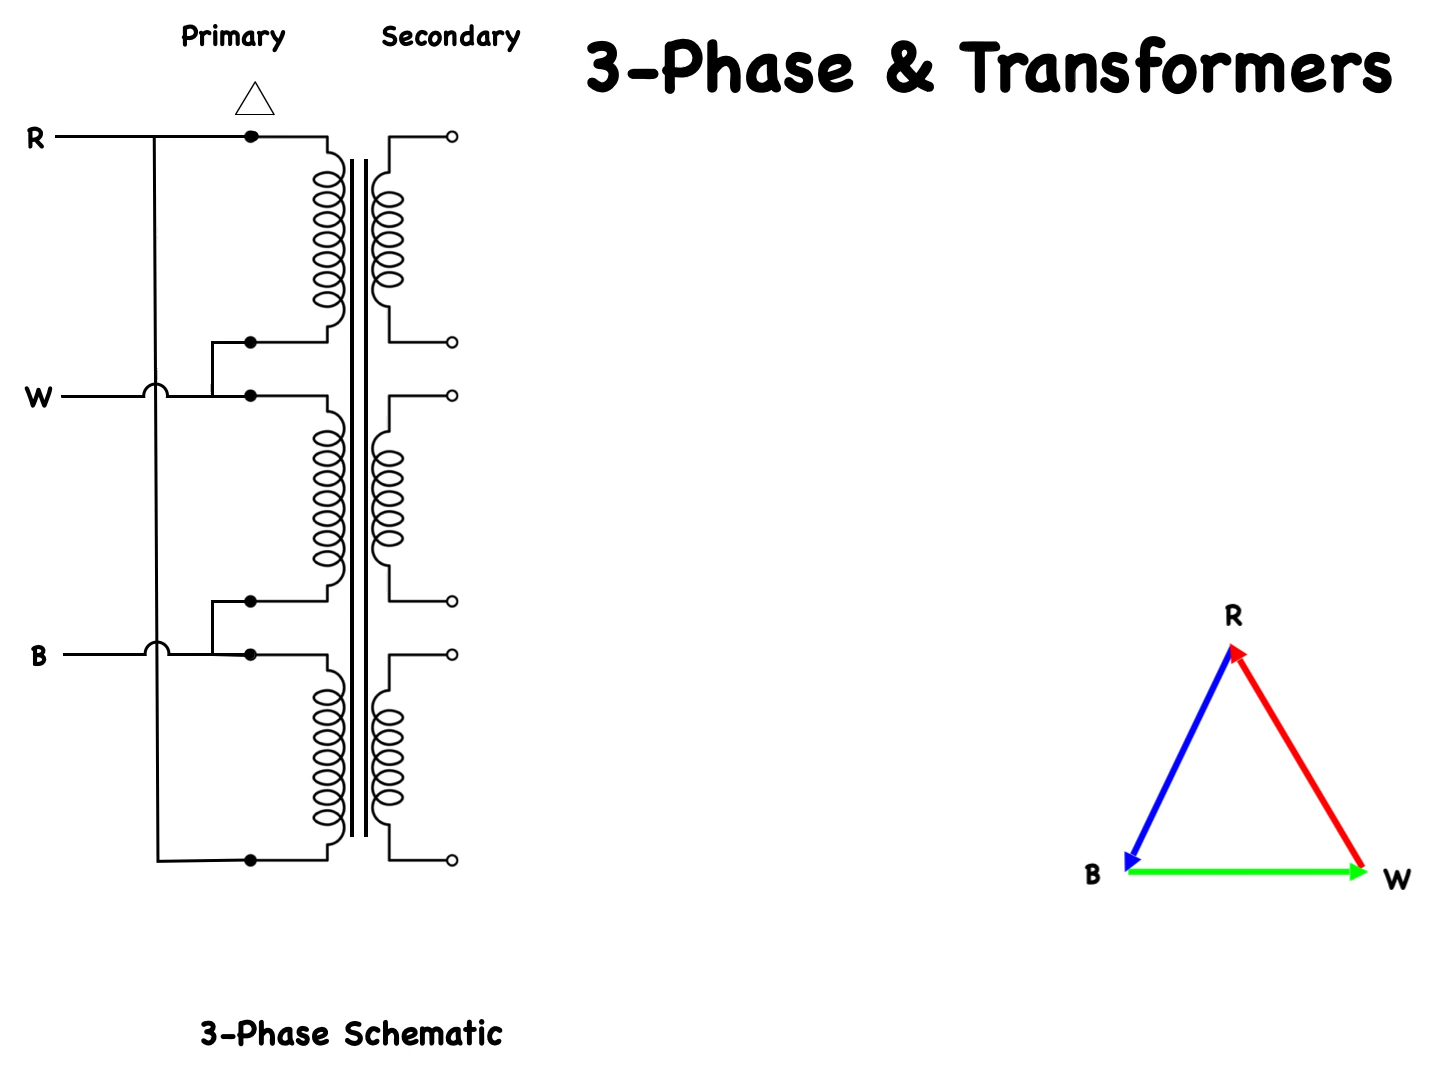 Primary
Secondary
3-Phase & Transformers
R
W
B
R
B
W
3-Phase Schematic